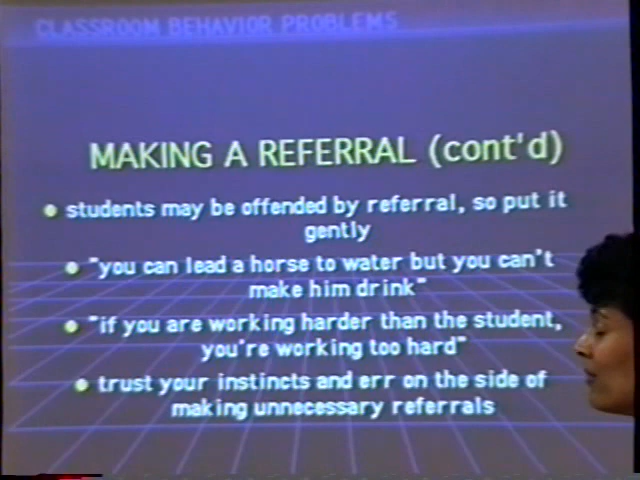 CLASSROOM BEHAVIOR PROBLEMS
MAKING A REFERRAL (cont'd)
students may be offended by referral, so put it
gently
"you can lead a horse to water but you can't
make him drink"
"if you are working harder than the student,
you're working too hard"
trust your instincts and err on the side of
making unnecessary referrals